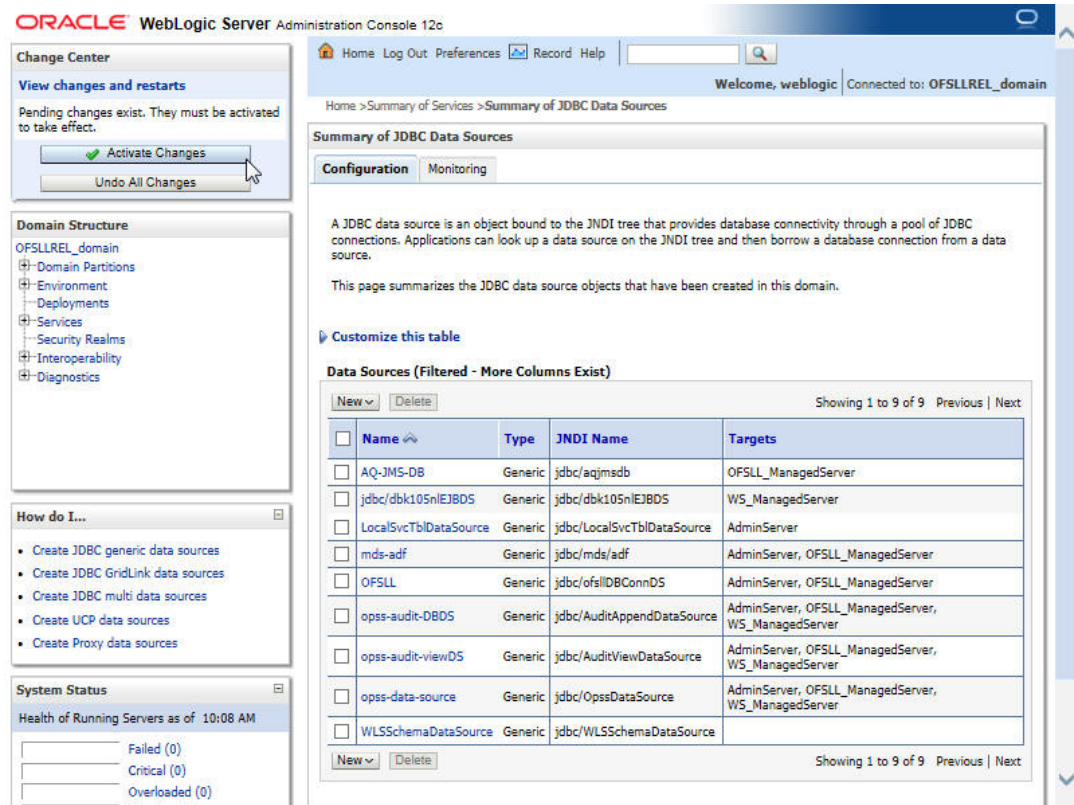 ORACLE WebLogic Server Administration Console 12c
Change Center
View changes and restarts
Pending changes exist. They must be activated
to take effect.
Activate Changes
Undo All Changes
Domain Structure
OFSLLREL_domain
Domain Partitions
Environment
Deployments
Services
Security Realms
Interoperability
Diagnostics
How do I...
Create JDBC generic data sources
Create JDBC GridLink data sources
Create JDBC multi data sources
Create UCP data sources
Create Proxy data sources
System Status
Health of Running Servers as of 10:08 AM
Failed (0)
Critical (0)
Overloaded (0)
Home Log Out Preferences Record Help
Welcome, weblogic Connected to: OFSLLREL_domain
Home >Summary of Services >Summary of JDBC Data Sources
Summary of JDBC Data Sources
Configuration Monitoring
A JDBC data source is an object bound to the JNDI tree that provides database connectivity through a pool of JDBC
connections. Applications can look up a data source on the JNDI tree and then borrow a database connection from a data
source.
This page summarizes the JDBC data source objects that have been created in this domain.
Customize this table
Data Sources (Filtered - More Columns Exist)
New Delete Showing 1 to 9 of 9 Previous | Next
Name Type JNDI Name Targets
AQ-JMS-DB Generic jdbc/aqjmsdb OFSLL_ManagedServer
jdbc/dbk105nlEJBDS Generic jdbc/dbk105nlEJBDS WS_ManagedServer
LocalSvcTblDataSource Generic jdbc/LocalSvcTblDataSource AdminServer
mds-adf Generic jdbc/mds/adf AdminServer, OFSLL_ManagedServer
OFSLL Generic jdbc/ofsllDBConnDS AdminServer, OFSLL_ManagedServer
opss-audit-DBDS Generic jdbc/AuditAppendDataSource AdminServer, OFSLL_ManagedServer,
WS_ManagedServer
opss-audit-viewDS Generic jdbc/AuditViewDataSource AdminServer, OFSLL_ManagedServer,
WS_ManagedServer
opss-data-source Generic jdbc/OpssDataSource AdminServer, OFSLL_ManagedServer,
WS_ManagedServer
WLSSchemaDataSource Generic jdbc/WLSSchemaDataSource
New Delete Showing 1 to 9 of 9 Previous | Next